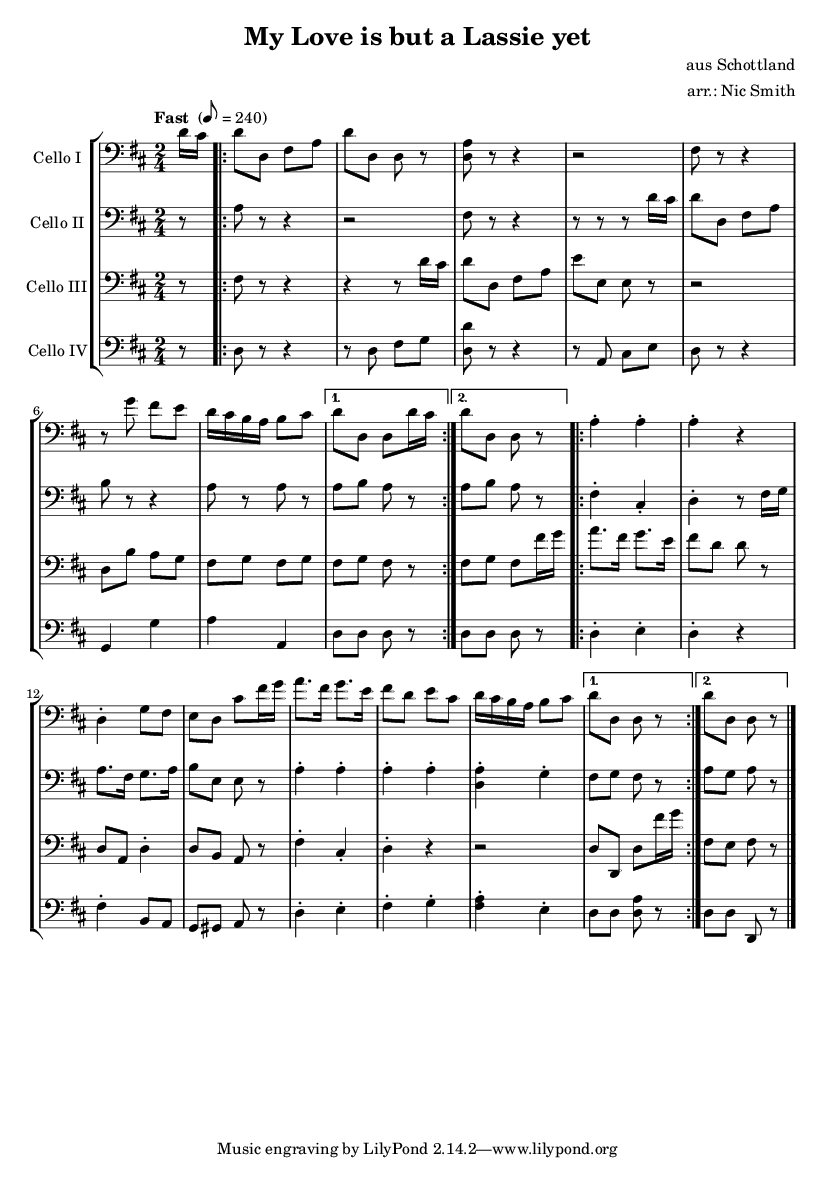 My Love is but a Lassie yet
aus Schottland
arr.: Nic Smith
Fast (♪ = 240)
Cello I
Cello II
Cello III
Cello IV
6
1.
2.
12
1.
2
Music engraving by LilyPond 2.14.2—www.lilypond.org